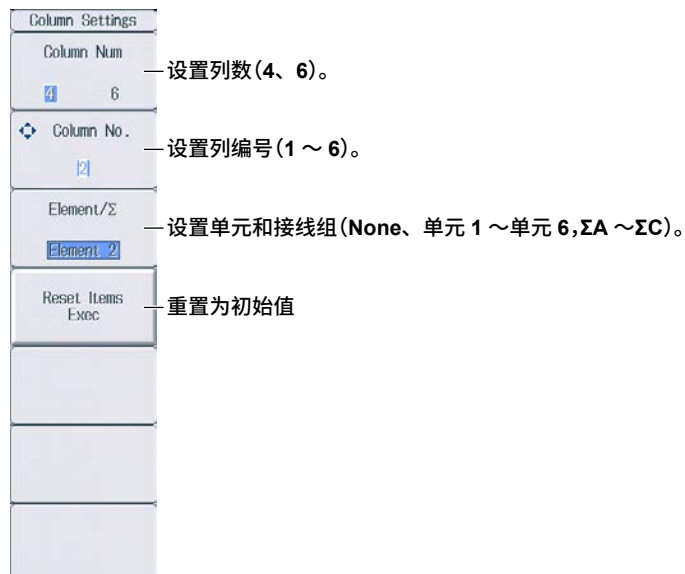 Column Settings
Column Num
4 6
设置列数(4、6)。
Column No.
2
设置列编号(1 ～ 6)。
Element/Σ
Element 2
设置单元和接线组(None、单元 1 ～单元 6,ΣA ～ΣC)。
Reset Items
Exec
重置为初始值